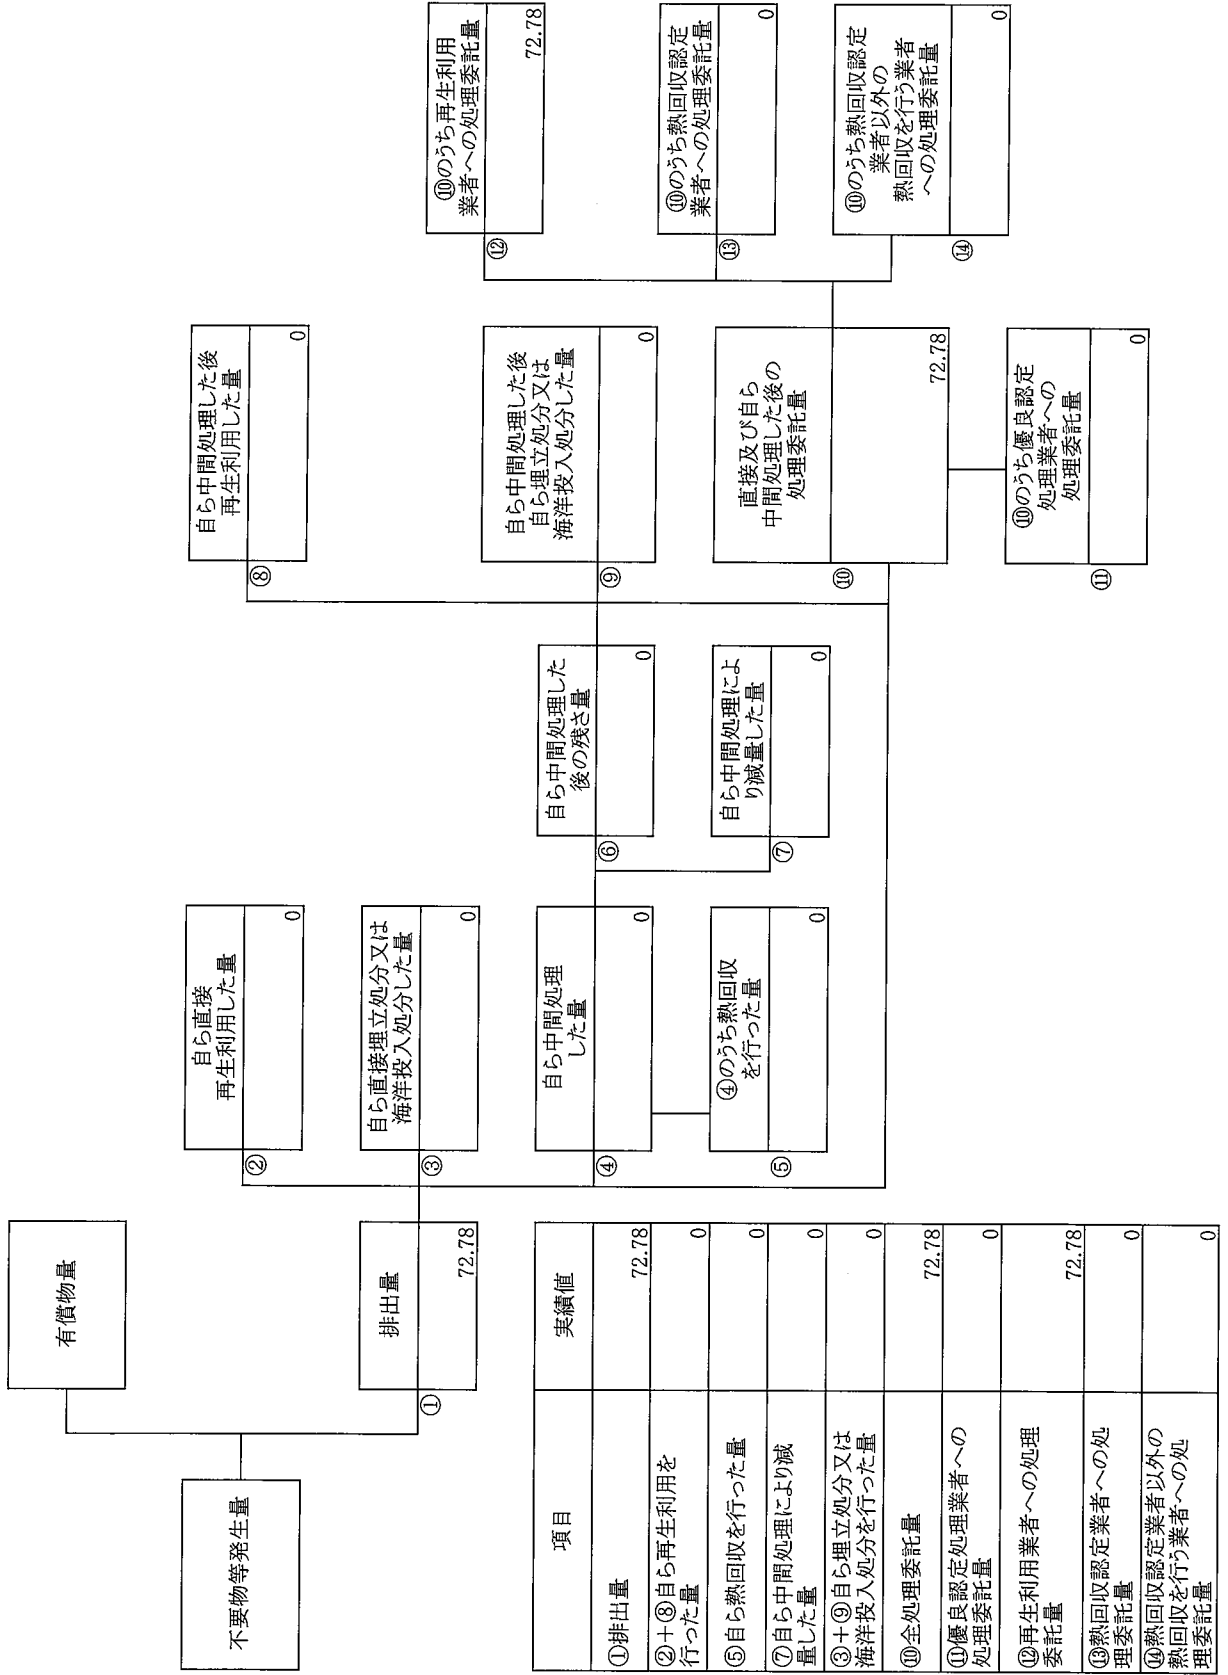 不要物等発生量
有償物量
排出量
①
72.78
自ら直接
再生利用した量
②
0
自ら直接埋立処分又は
海洋投入処分した量
③
0
自ら中間処理
した量
④
0
④のうち熱回収
を行った量
⑤
0
自ら中間処理した
後の残さ量
⑥
0
自ら中間処理によ
り減量した量
⑦
0
自ら中間処理した後
再生利用した量
⑧
0
自ら中間処理した後
自ら埋立処分又は
海洋投入処分した量
⑨
0
直接及び自ら
中間処理した後の
処理委託量
⑩
72.78
⑩のうち優良認定
処理業者への
処理委託量
⑪
0
⑩のうち再生利用
業者への処理委託量
⑫
72.78
⑩のうち熱回収認定
業者への処理委託量
⑬
0
⑩のうち熱回収認定
業者以外の
熱回収を行う業者
への処理委託量
⑭
0
項目 実績値
①排出量 72.78
②+⑧自ら再生利用を
行った量 0
⑤自ら熱回収を行った量 0
⑦自ら中間処理により減
量した量 0
③+⑨自ら埋立処分又は
海洋投入処分を行った量 0
⑩全処理委託量 72.78
⑪優良認定処理業者への
処理委託量 0
⑫再生利用業者への処理
委託量 72.78
⑬熱回収認定業者への処
理委託量 0
⑭熱回収認定業者以外の
熱回収を行う業者への処
理委託量 0